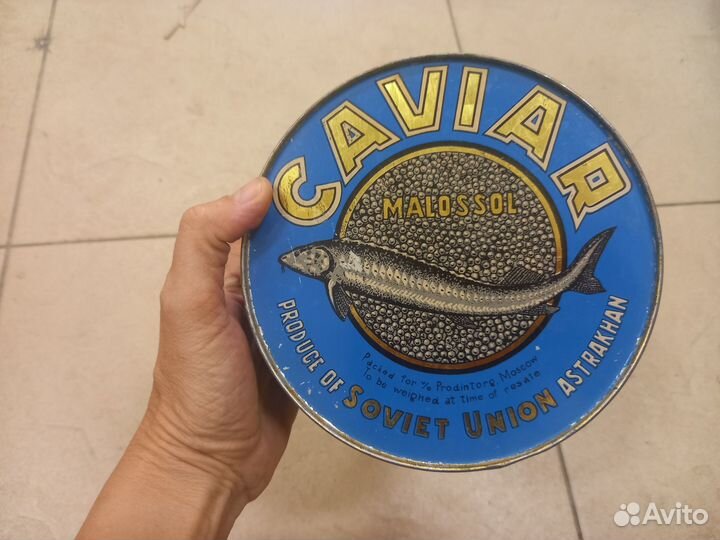 CAVIAR
MALOSSOL
Packed for V/o Prodintorg, Moscow
To be weighed at time of resale
PRODUCE OF SOVIET UNION ASTRAKHAN
Avito